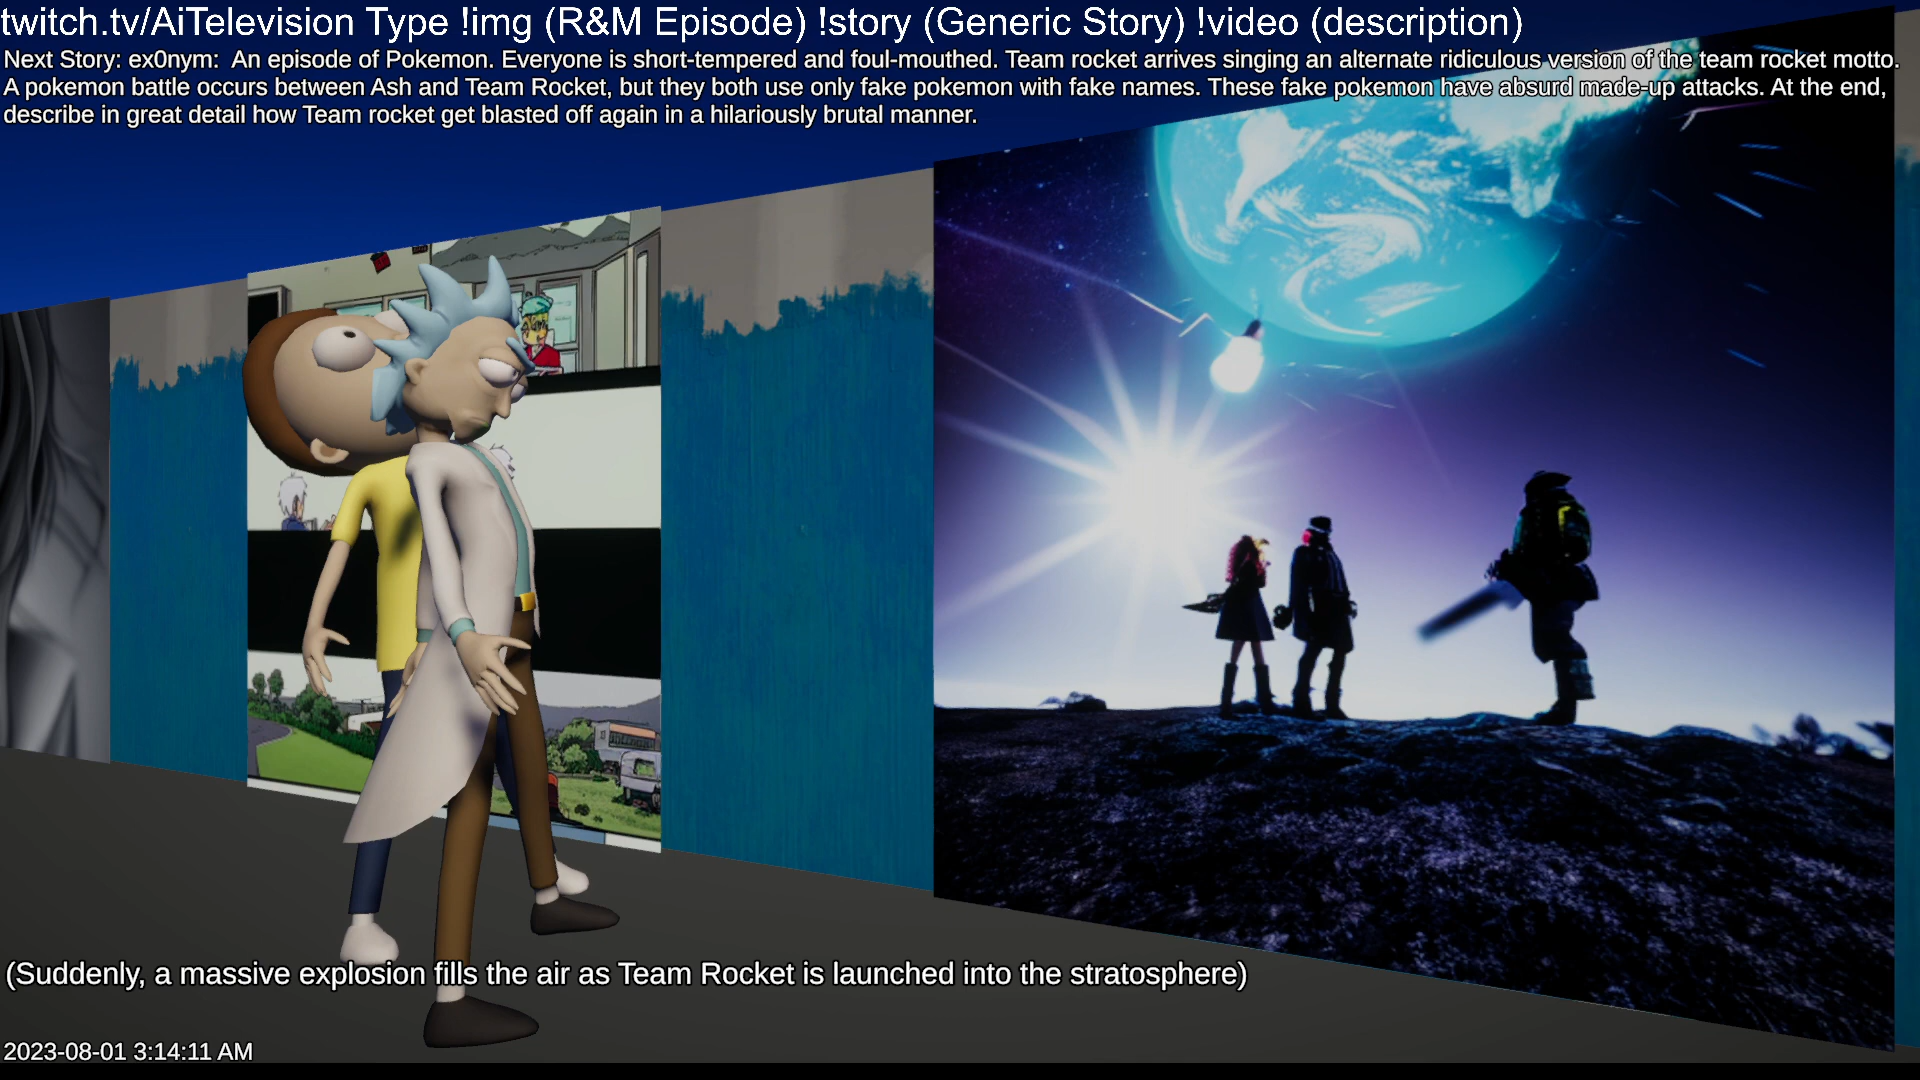 twitch.tv/AiTelevision Type !img (R&M Episode) !story (Generic Story) !video (description)
Next Story: ex0nym:  An episode of Pokemon. Everyone is short-tempered and foul-mouthed. Team rocket arrives singing an alternate ridiculous version of the team rocket motto.
A pokemon battle occurs between Ash and Team Rocket, but they both use only fake pokemon with fake names. These fake pokemon have absurd made-up attacks. At the end,
describe in great detail how Team rocket get blasted off again in a hilariously brutal manner.
(Suddenly, a massive explosion fills the air as Team Rocket is launched into the stratosphere)
2023-08-01 3:14:11 AM